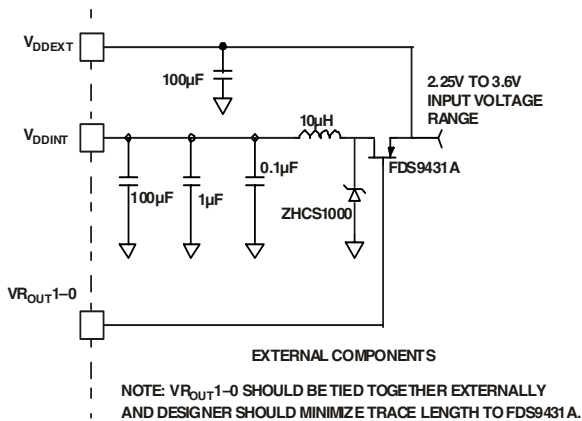 VDDEXT
100µF
2.25V TO 3.6V
INPUT VOLTAGE
RANGE
VDDINT
10µH
FDS9431A
0.1µF
100µF
1µF
ZHCS1000
VROUT1–0
EXTERNAL COMPONENTS
NOTE: VROUT1–0 SHOULD BE TIED TOGETHER EXTERNALLY
AND DESIGNER SHOULD MINIMIZE TRACE LENGTH TO FDS9431A.